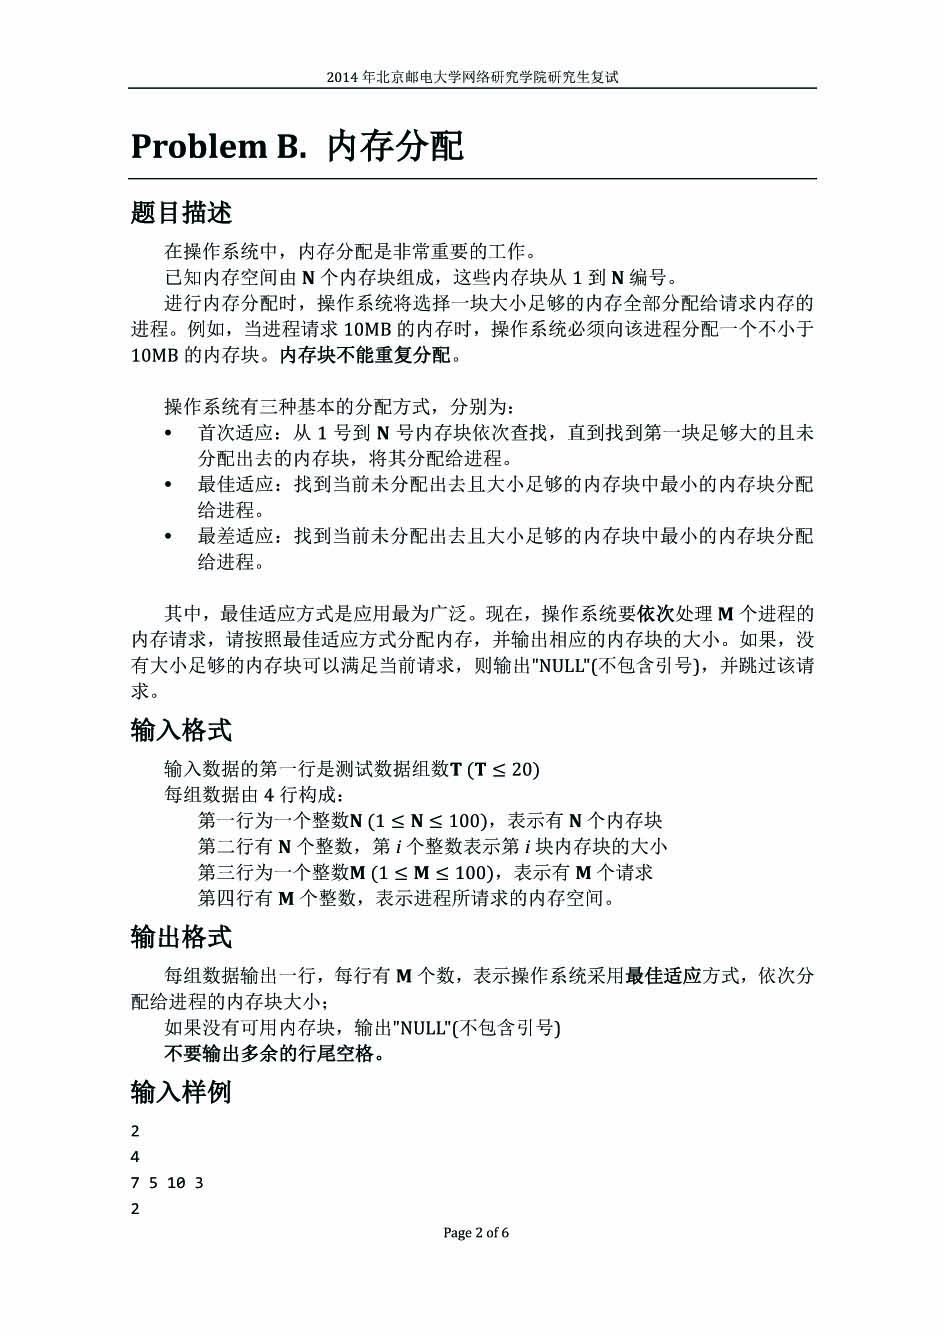 2014 年北京邮电大学网络研究学院研究生复试
Problem B. 内存分配
题目描述
在操作系统中，内存分配是非常重要的工作。
已知内存空间由 N 个内存块组成，这些内存块从 1 到 N 编号。
进行内存分配时，操作系统将选择一块大小足够的内存全部分配给请求内存的
进程。例如，当进程请求 10MB 的内存时，操作系统必须向该进程分配一个不小于
10MB 的内存块。内存块不能重复分配。
操作系统有三种基本的分配方式，分别为：
• 首次适应：从 1 号到 N 号内存块依次查找，直到找到第一块足够大的且未
分配出去的内存块，将其分配给进程。
• 最佳适应：找到当前未分配出去且大小足够的内存块中最小的内存块分配
给进程。
• 最差适应：找到当前未分配出去且大小足够的内存块中最小的内存块分配
给进程。
其中，最佳适应方式是应用最为广泛。现在，操作系统要依次处理 M 个进程的
内存请求，请按照最佳适应方式分配内存，并输出相应的内存块的大小。如果，没
有大小足够的内存块可以满足当前请求，则输出"NULL"(不包含引号)，并跳过该请
求。
输入格式
输入数据的第一行是测试数据组数T (T ≤ 20)
每组数据由 4 行构成：
第一行为一个整数N (1 ≤ N ≤ 100)，表示有 N 个内存块
第二行有 N 个整数，第 i 个整数表示第 i 块内存块的大小
第三行为一个整数M (1 ≤ M ≤ 100)，表示有 M 个请求
第四行有 M 个整数，表示进程所请求的内存空间。
输出格式
每组数据输出一行，每行有 M 个数，表示操作系统采用最佳适应方式，依次分
配给进程的内存块大小；
如果没有可用内存块，输出"NULL"(不包含引号)
不要输出多余的行尾空格。
输入样例
2
4
7 5 10 3
2
Page 2 of 6